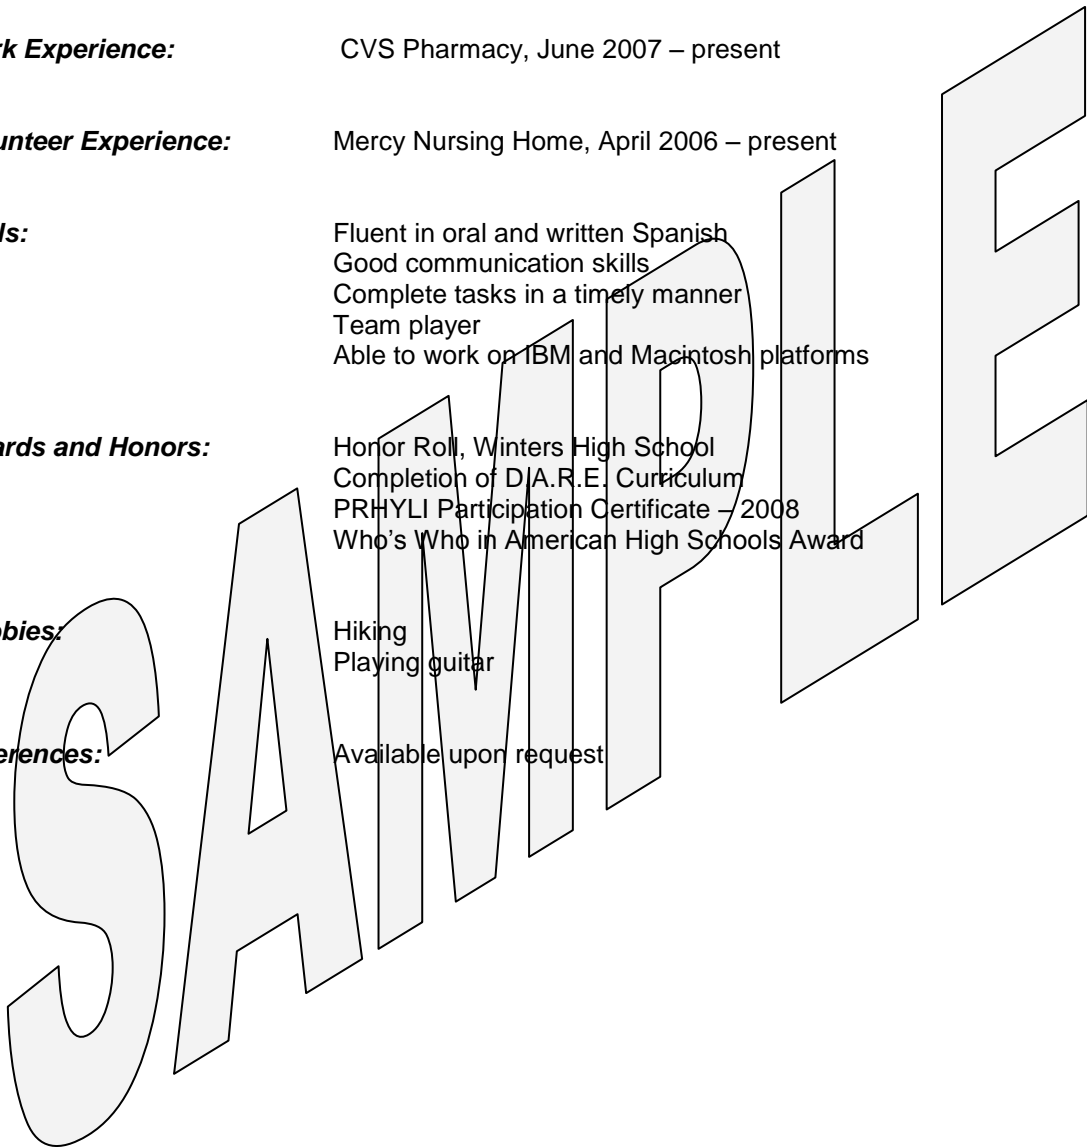 rk Experience: CVS Pharmacy, June 2007 – present
unteer Experience: Mercy Nursing Home, April 2006 – present
ls: Fluent in oral and written Spanish
Good communication skills
Complete tasks in a timely manner
Team player
Able to work on IBM and Macintosh platforms
ards and Honors: Honor Roll, Winters High School
Completion of D.A.R.E. Curriculum
PRHYLI Participation Certificate – 2008
Who's Who in American High Schools Award
bbies: Hiking
Playing guitar
erences: Available upon request
SAMPLE